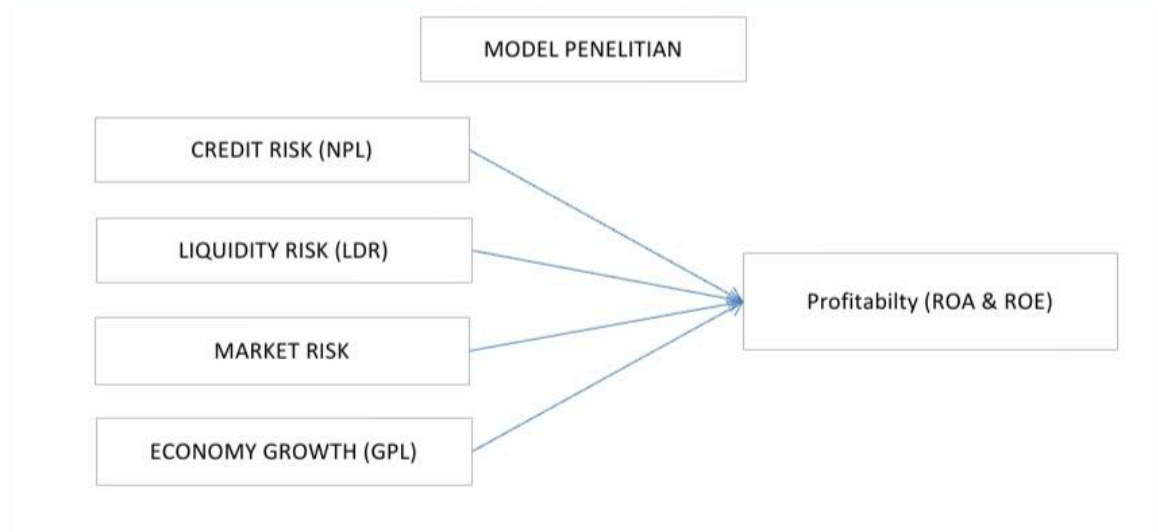 MODEL PENELITIAN
CREDIT RISK (NPL)
LIQUIDITY RISK (LDR)
MARKET RISK
ECONOMY GROWTH (GPL)
Profitabilty (ROA & ROE)